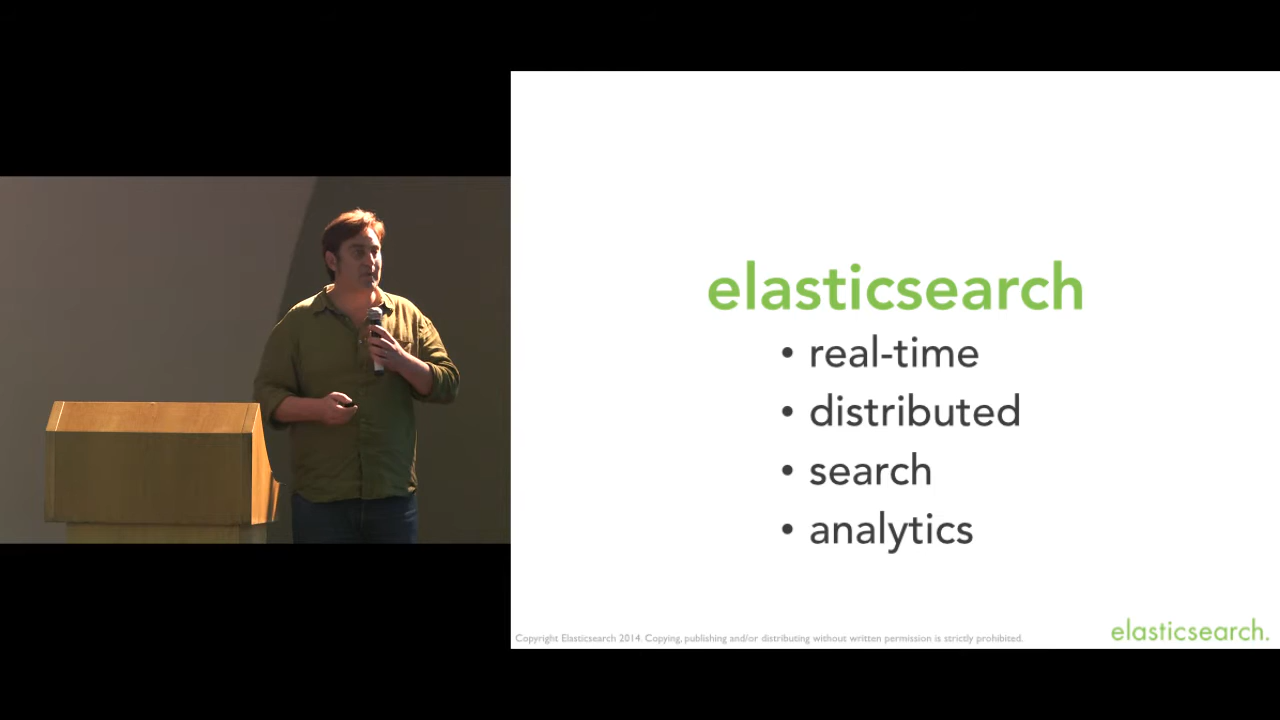 elasticsearch
• real-time
• distributed
• search
• analytics
Copyright Elasticsearch 2014. Copying, publishing and/or distributing without written permission is strictly prohibited.
elasticsearch.